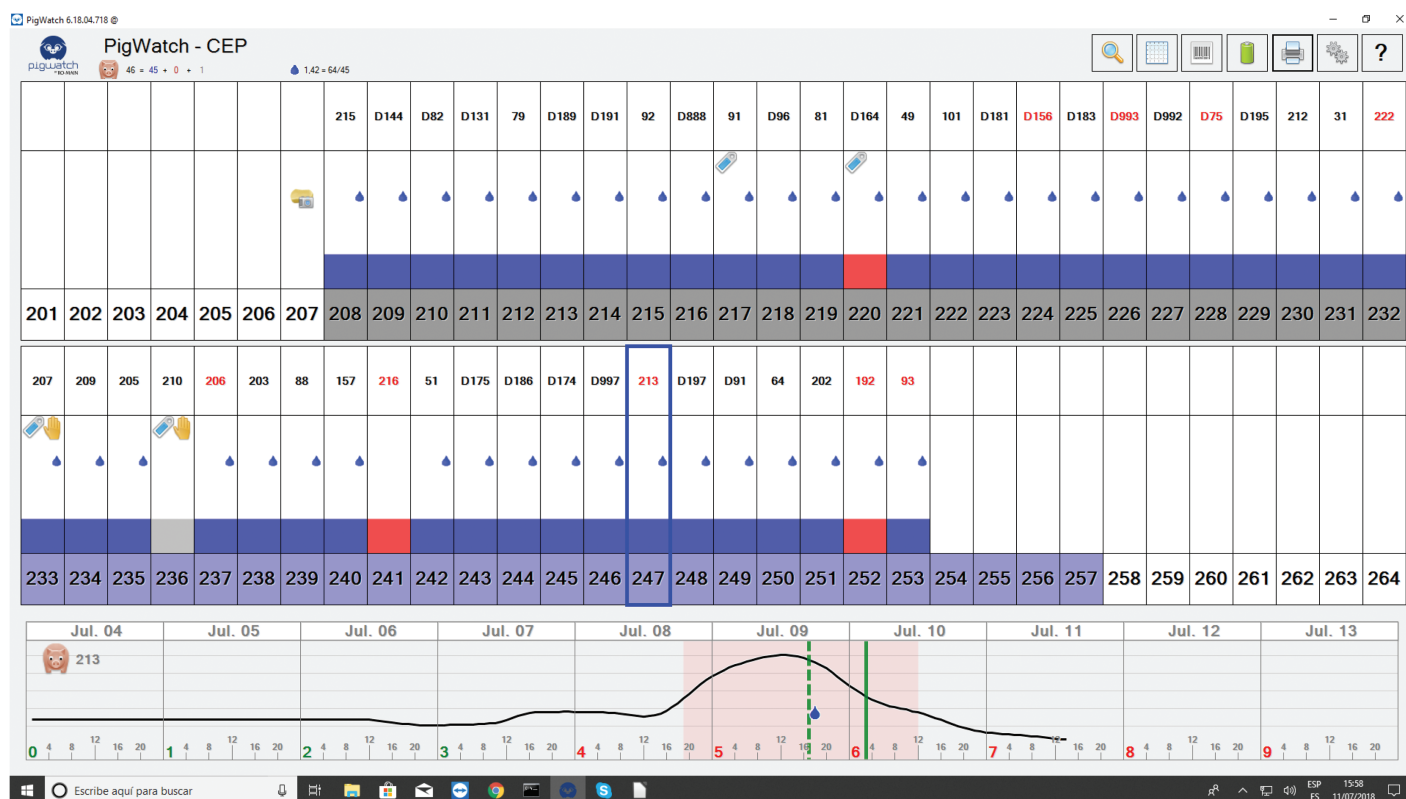 PigWatch 6.18.04.718 @
PigWatch - CEP
p.i.gwatch
BY RO-MAIN
46 = 45 + 0 + 1
1,42 = 64/45
?
215 D144 D82 D131 79 D189 D191 92 D888 91 D96 81 D164 49 101 D181 D156 D183 D993 D992 D75 D195 212 31 222
201 202 203 204 205 206 207 208 209 210 211 212 213 214 215 216 217 218 219 220 221 222 223 224 225 226 227 228 229 230 231 232
207 209 205 210 206 203 88 157 216 51 D175 D186 D174 D997 213 D197 D91 64 202 192 93
233 234 235 236 237 238 239 240 241 242 243 244 245 246 247 248 249 250 251 252 253 254 255 256 257 258 259 260 261 262 263 264
Jul. 04 Jul. 05 Jul. 06 Jul. 07 Jul. 08 Jul. 09 Jul. 10 Jul. 11 Jul. 12 Jul. 13
213
0 4 8 12 16 20 1 4 8 12 16 20 2 4 8 12 16 20 3 4 8 12 16 20 4 4 8 12 16 20 5 4 8 12 16 20 6 4 8 12 16 20 7 4 8 12 16 20 8 4 8 12 16 20 9 4 8 12 16 20
Escribe aquí para buscar
ESP 15:58
ES 11/07/2018